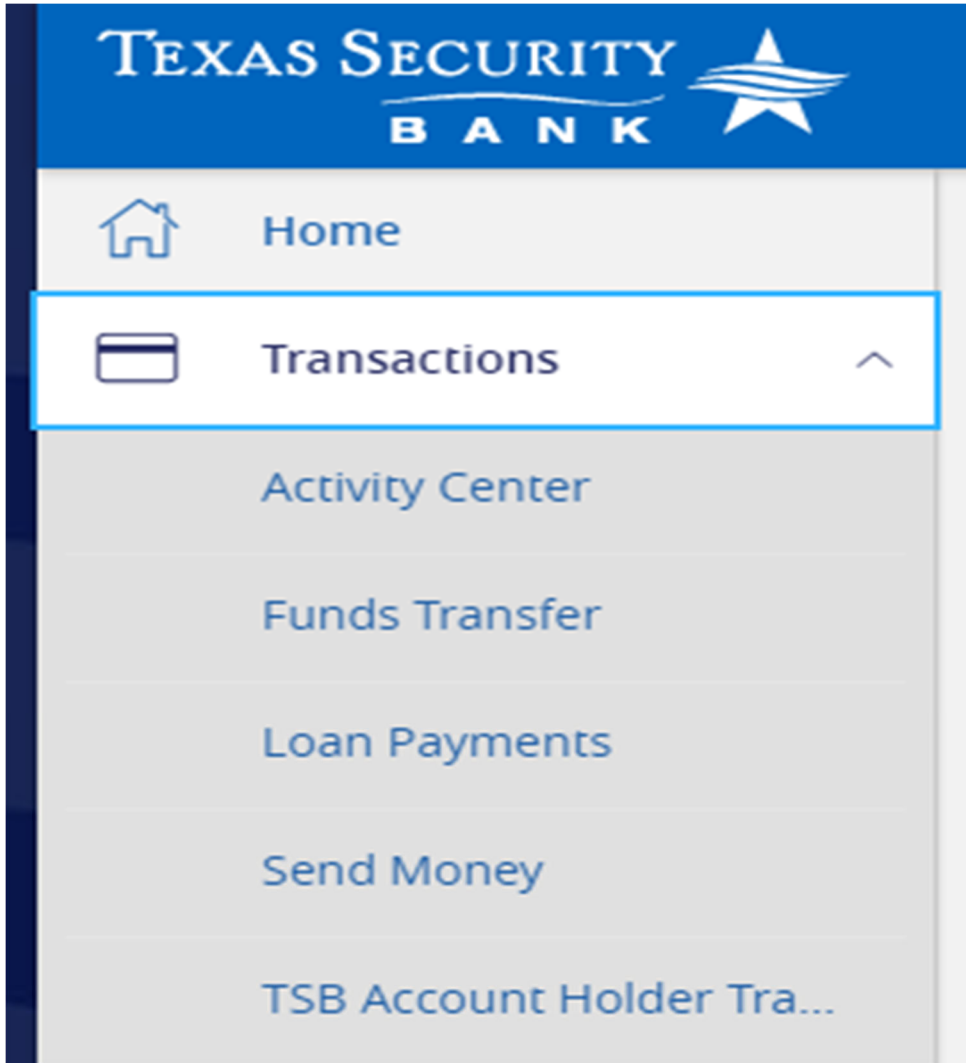 TEXAS SECURITY
BANK
Home
Transactions
Activity Center
Funds Transfer
Loan Payments
Send Money
TSB Account Holder Tra...